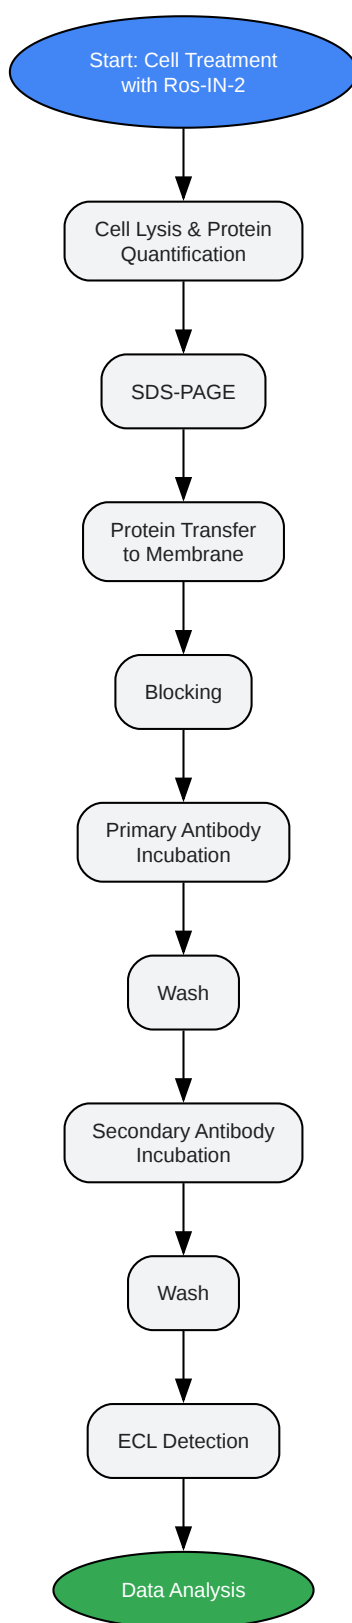 Start: Cell Treatment
with Ros-IN-2
Cell Lysis & Protein
Quantification
SDS-PAGE
Protein Transfer
to Membrane
Blocking
Primary Antibody
Incubation
Wash
Secondary Antibody
Incubation
Wash
ECL Detection
Data Analysis